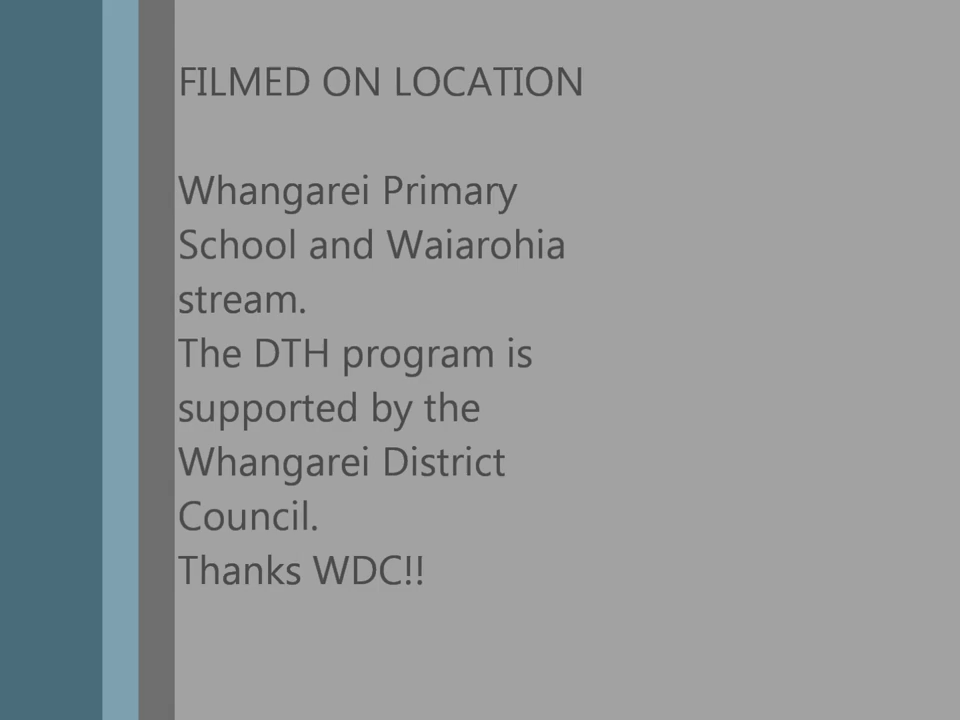 FILMED ON LOCATION
Whangarei Primary
School and Waiarohia
stream.
The DTH program is
supported by the
Whangarei District
Council.
Thanks WDC!!